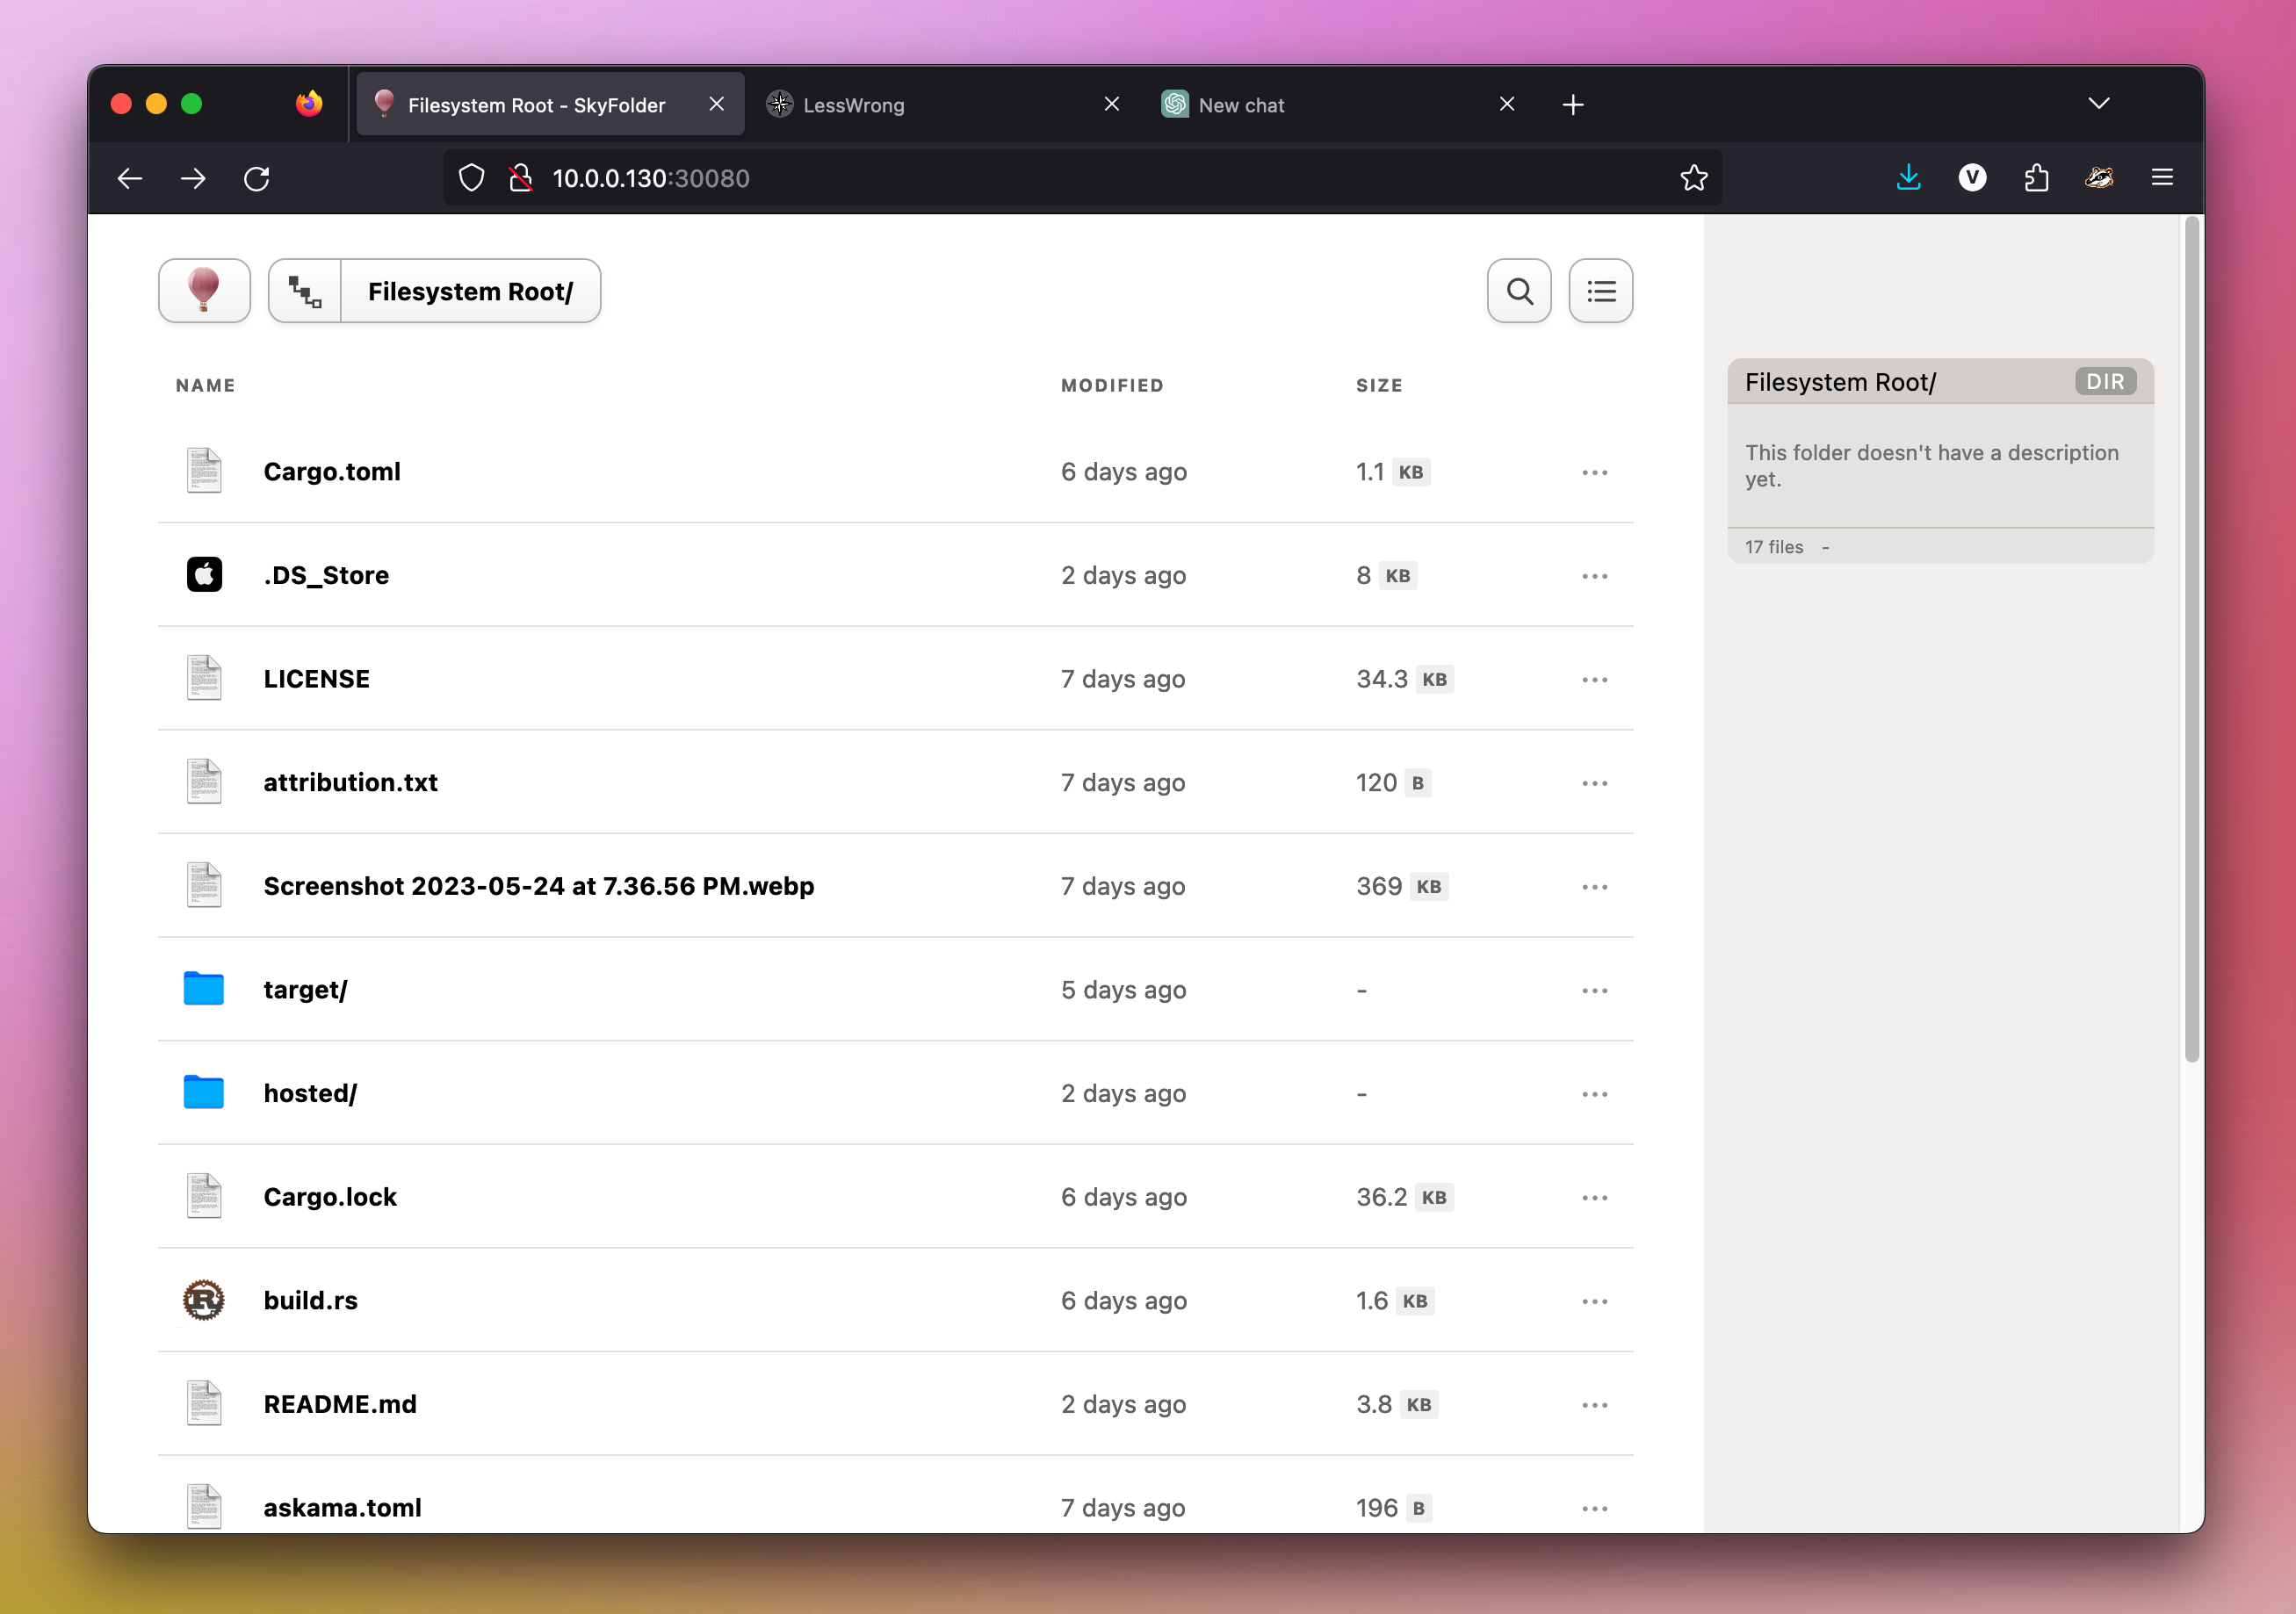 Filesystem Root - SkyFolder
LessWrong
New chat
10.0.0.130:30080
V
Filesystem Root/
NAME MODIFIED SIZE
Cargo.toml 6 days ago 1.1 KB
.DS_Store 2 days ago 8 KB
LICENSE 7 days ago 34.3 KB
attribution.txt 7 days ago 120 B
Screenshot 2023-05-24 at 7.36.56 PM.webp 7 days ago 369 KB
target/ 5 days ago -
hosted/ 2 days ago -
Cargo.lock 6 days ago 36.2 KB
R build.rs 6 days ago 1.6 KB
README.md 2 days ago 3.8 KB
askama.toml 7 days ago 196 B
Filesystem Root/ DIR
This folder doesn't have a description
yet.
17 files -